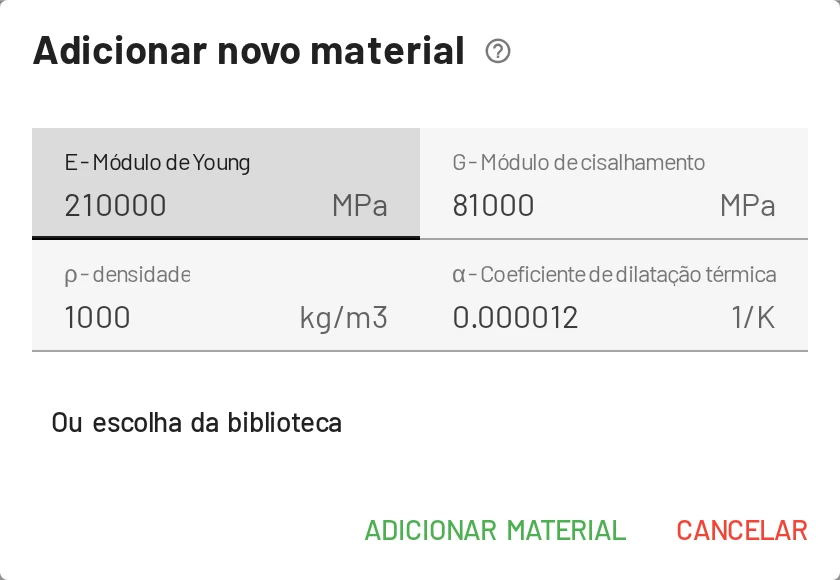 Adicionar novo material ?
E - Módulo de Young
G - Módulo de cisalhamento
210000 MPa
81000 MPa
ρ - densidade
α - Coeficiente de dilatação térmica
1000 kg/m3
0.000012 1/K
Ou escolha da biblioteca
ADICIONAR MATERIAL CANCELAR